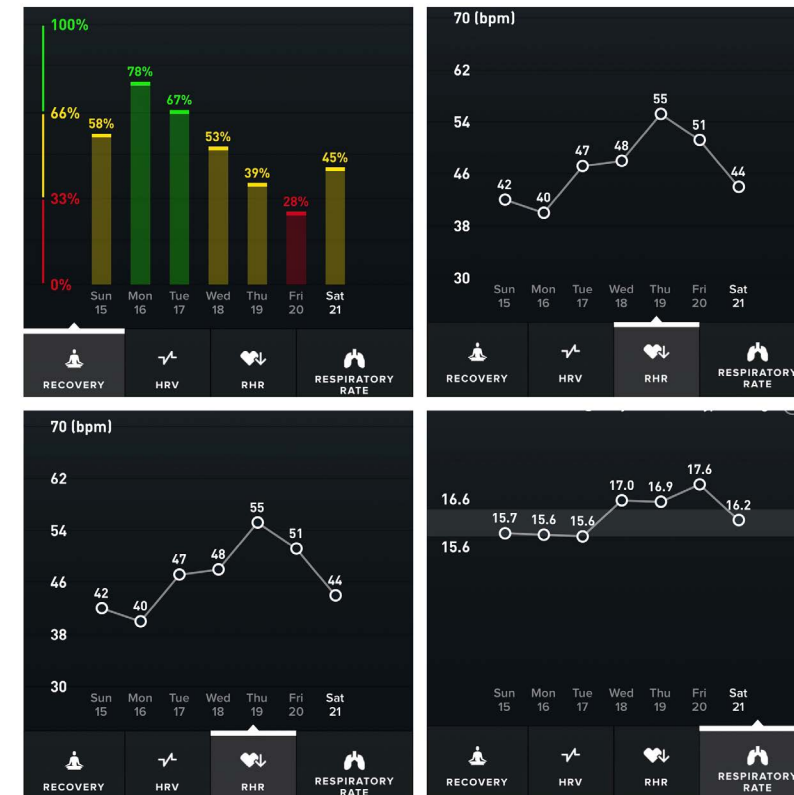 100%
66%
33%
0%
58%
78%
67%
53%
39%
28%
45%
Sun Mon Tue Wed Thu Fri Sat
15 16 17 18 19 20 21
RECOVERY HRV RHR RESPIRATORY RATE
70 (bpm)
62
54
46
38
30
42 40 47 48 55 51 44
Sun Mon Tue Wed Thu Fri Sat
15 16 17 18 19 20 21
RECOVERY HRV RHR RESPIRATORY RATE
70 (bpm)
62
54
46
38
30
42 40 47 48 55 51 44
Sun Mon Tue Wed Thu Fri Sat
15 16 17 18 19 20 21
RECOVERY HRV RHR RESPIRATORY RATE
16.6
15.6
15.7 15.6 15.6 17.0 16.9 17.6 16.2
Sun Mon Tue Wed Thu Fri Sat
15 16 17 18 19 20 21
RECOVERY HRV RHR RESPIRATORY RATE